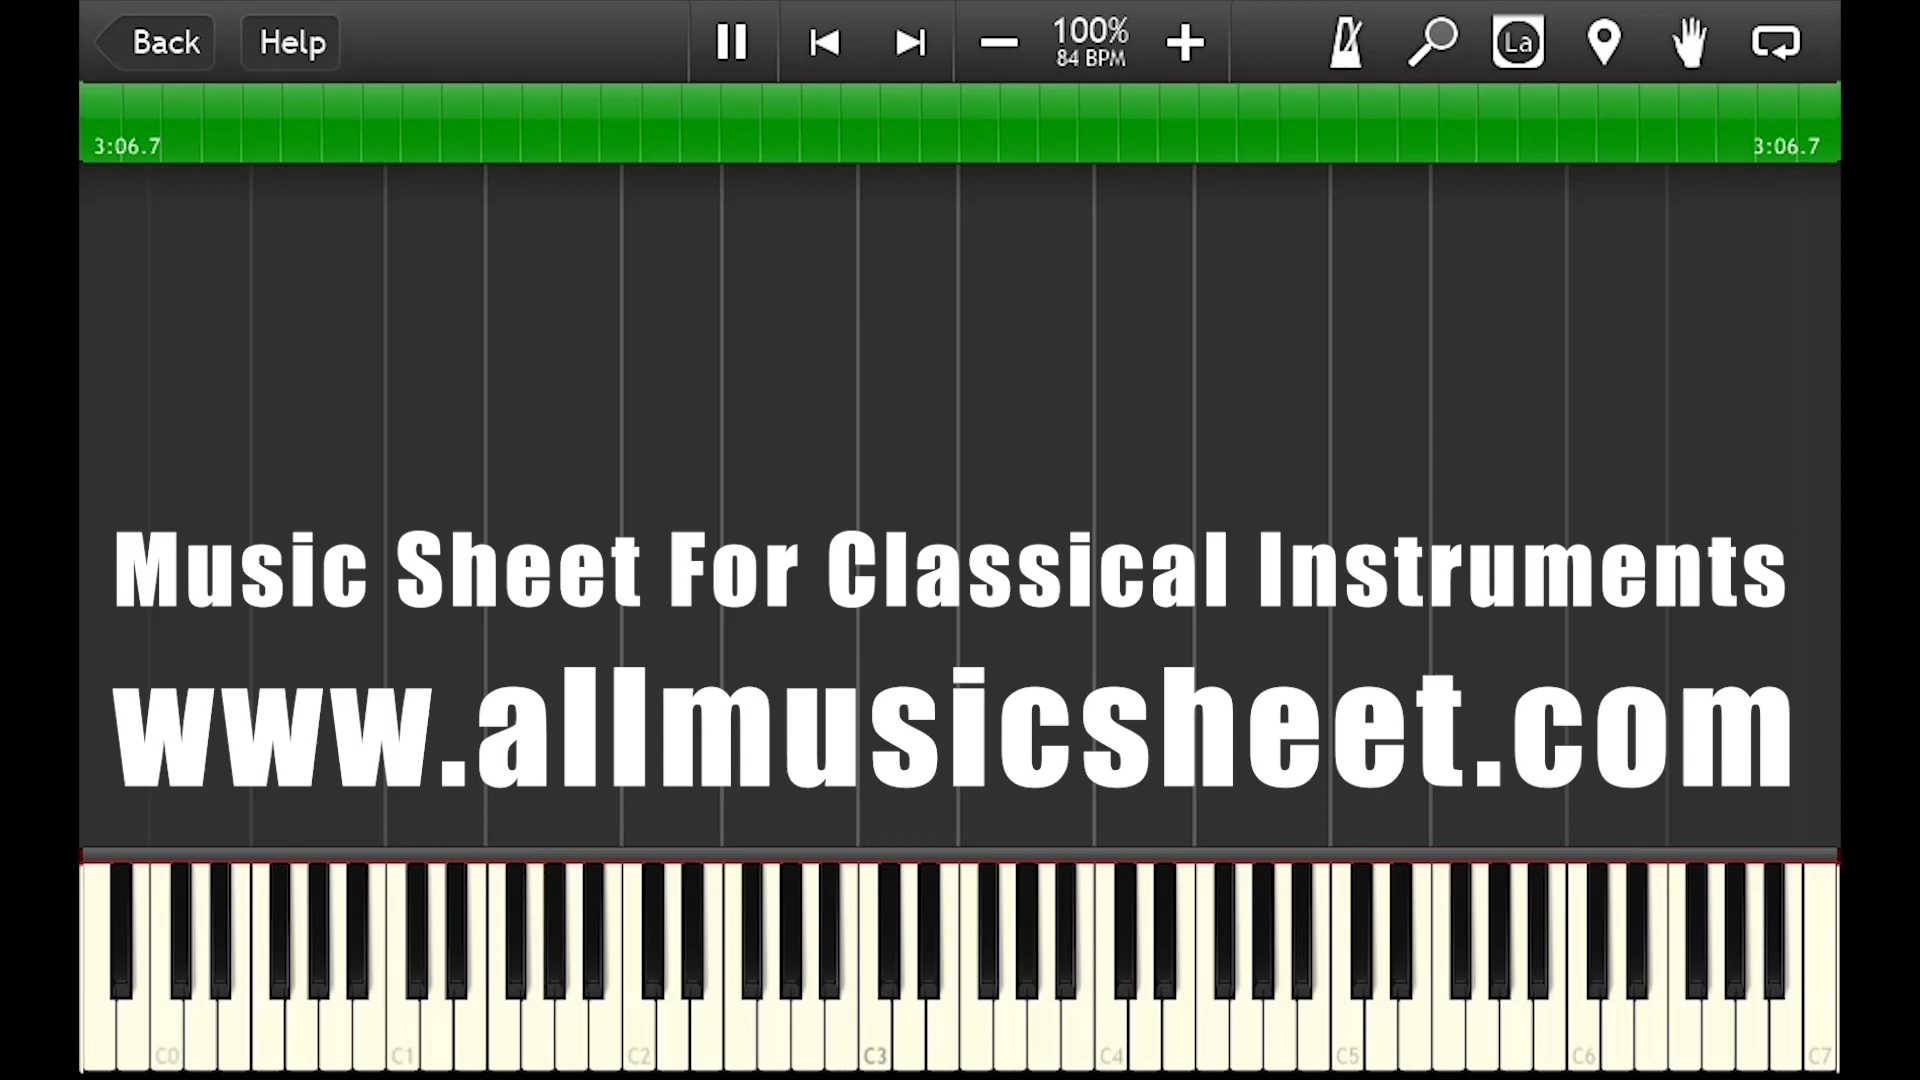 Back Help 100% La
84 BPM
3:06.7 3:06.7
Music Sheet For Classical Instruments
www.allmusicsheet.com
C0 C1 C2 C3 C4 C5 C6 C7